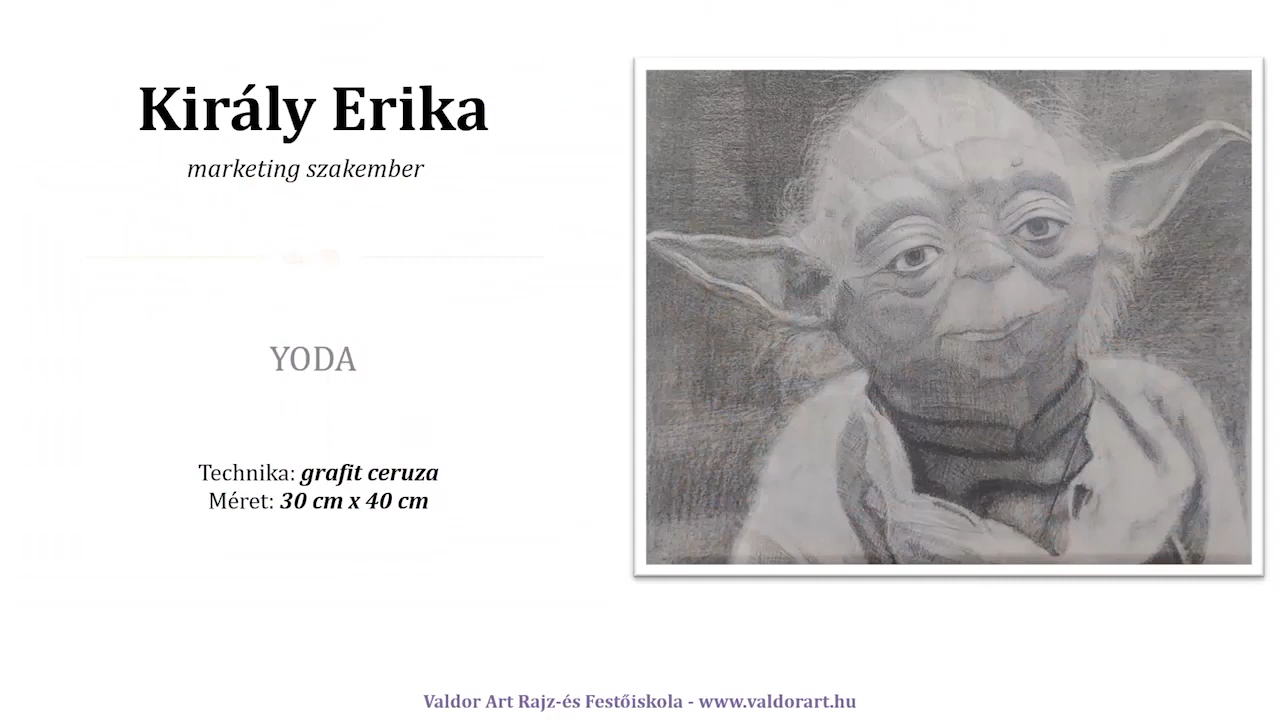 Király Erika
marketing szakember
YODA
Technika: grafit ceruza
Méret: 30 cm x 40 cm
Valdor Art Rajz-és Festőiskola - www.valdorart.hu